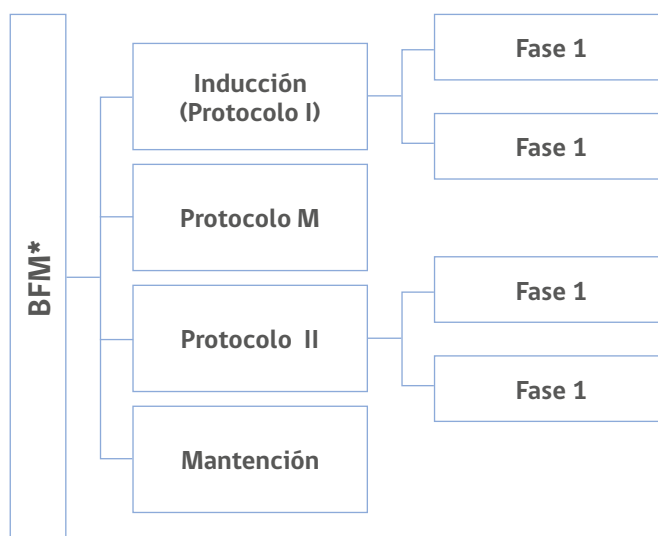 BFM*
Inducción
(Protocolo I)
Fase 1
Fase 1
Protocolo M
Protocolo II
Fase 1
Fase 1
Mantención